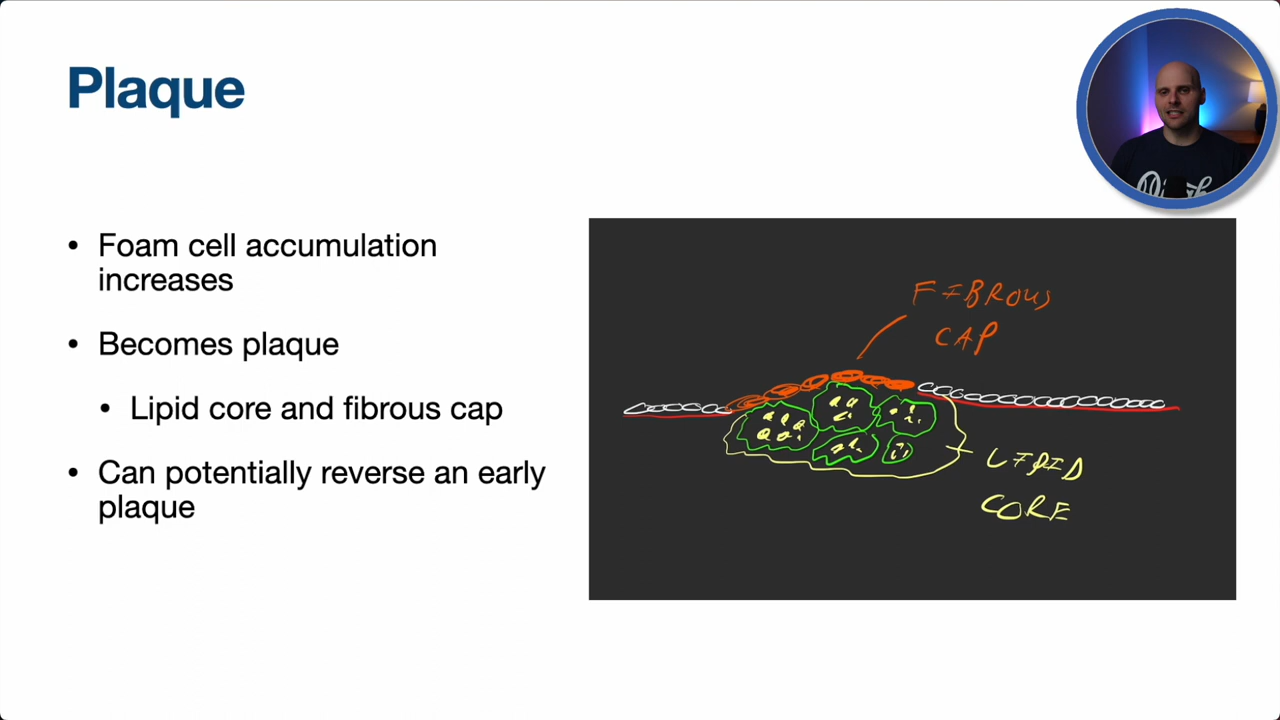 Plaque
• Foam cell accumulation
increases
• Becomes plaque
• Lipid core and fibrous cap
• Can potentially reverse an early
plaque
FIBROUS
CAP
LIPID
CORE